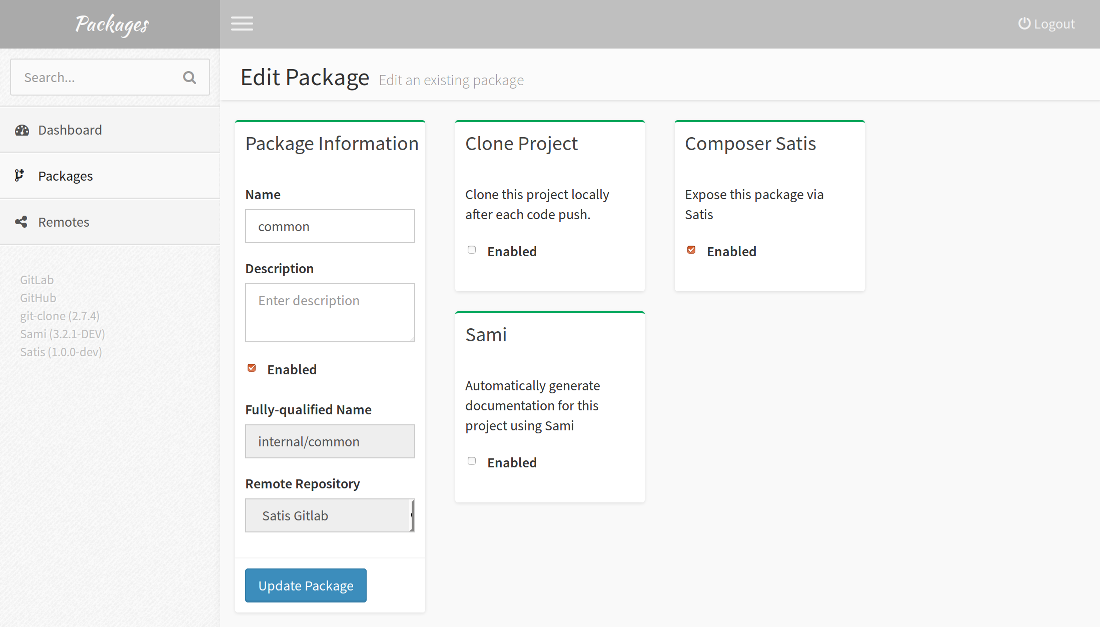 Packages
Logout
Search...
Dashboard
Packages
Remotes
GitLab
GitHub
git-clone (2.7.4)
Sami (3.2.1-DEV)
Satis (1.0.0-dev)
Edit Package Edit an existing package
Package Information
Name
common
Description
Enter description
Enabled
Fully-qualified Name
internal/common
Remote Repository
Satis Gitlab
Update Package
Clone Project
Clone this project locally
after each code push.
Enabled
Sami
Automatically generate
documentation for this
project using Sami
Enabled
Composer Satis
Expose this package via
Satis
Enabled